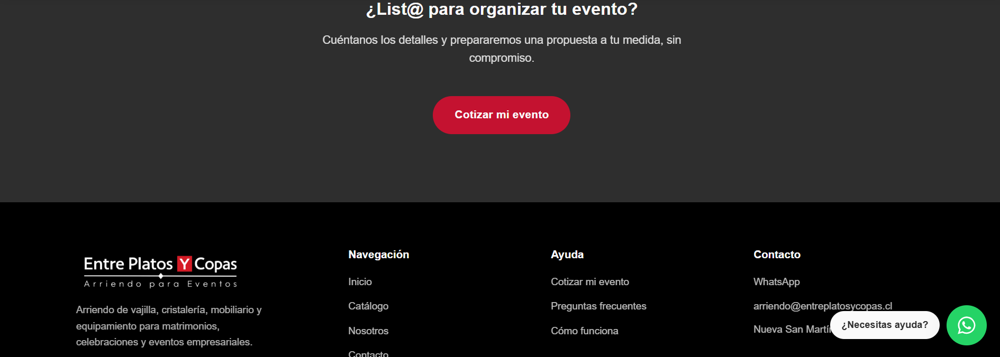 ¿List@ para organizar tu evento?
Cuéntanos los detalles y prepararemos una propuesta a tu medida, sin
compromiso.
Cotizar mi evento
Entre Platos Y Copas
Arriendo para Eventos
Arriendo de vajilla, cristalería, mobiliario y
equipamiento para matrimonios,
celebraciones y eventos empresariales.
Navegación
Inicio
Catálogo
Nosotros
Contacto
Ayuda
Cotizar mi evento
Preguntas frecuentes
Cómo funciona
Contacto
WhatsApp
arriendo@entreplatosycopas.cl
Nueva San Martín
¿Necesitas ayuda?